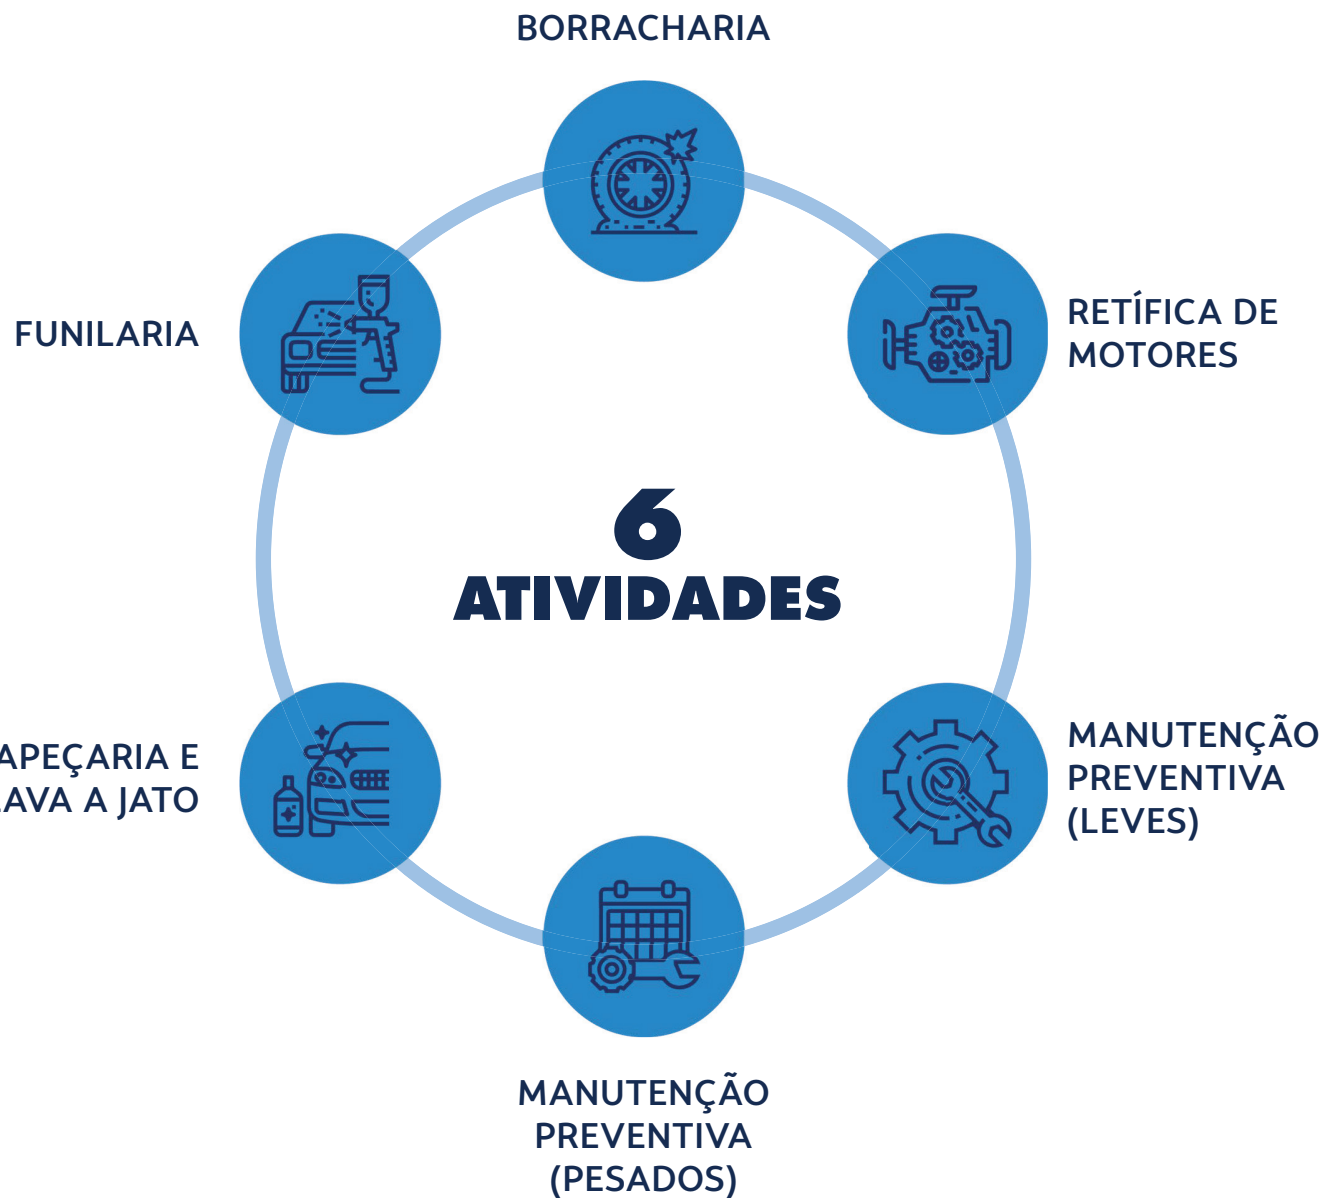 BORRACHARIA
RETÍFICA DE
MOTORES
FUNILARIA
6
ATIVIDADES
MANUTENÇÃO
PREVENTIVA
(LEVES)
APEÇARIA E
AVA A JATO
MANUTENÇÃO
PREVENTIVA
(PESADOS)